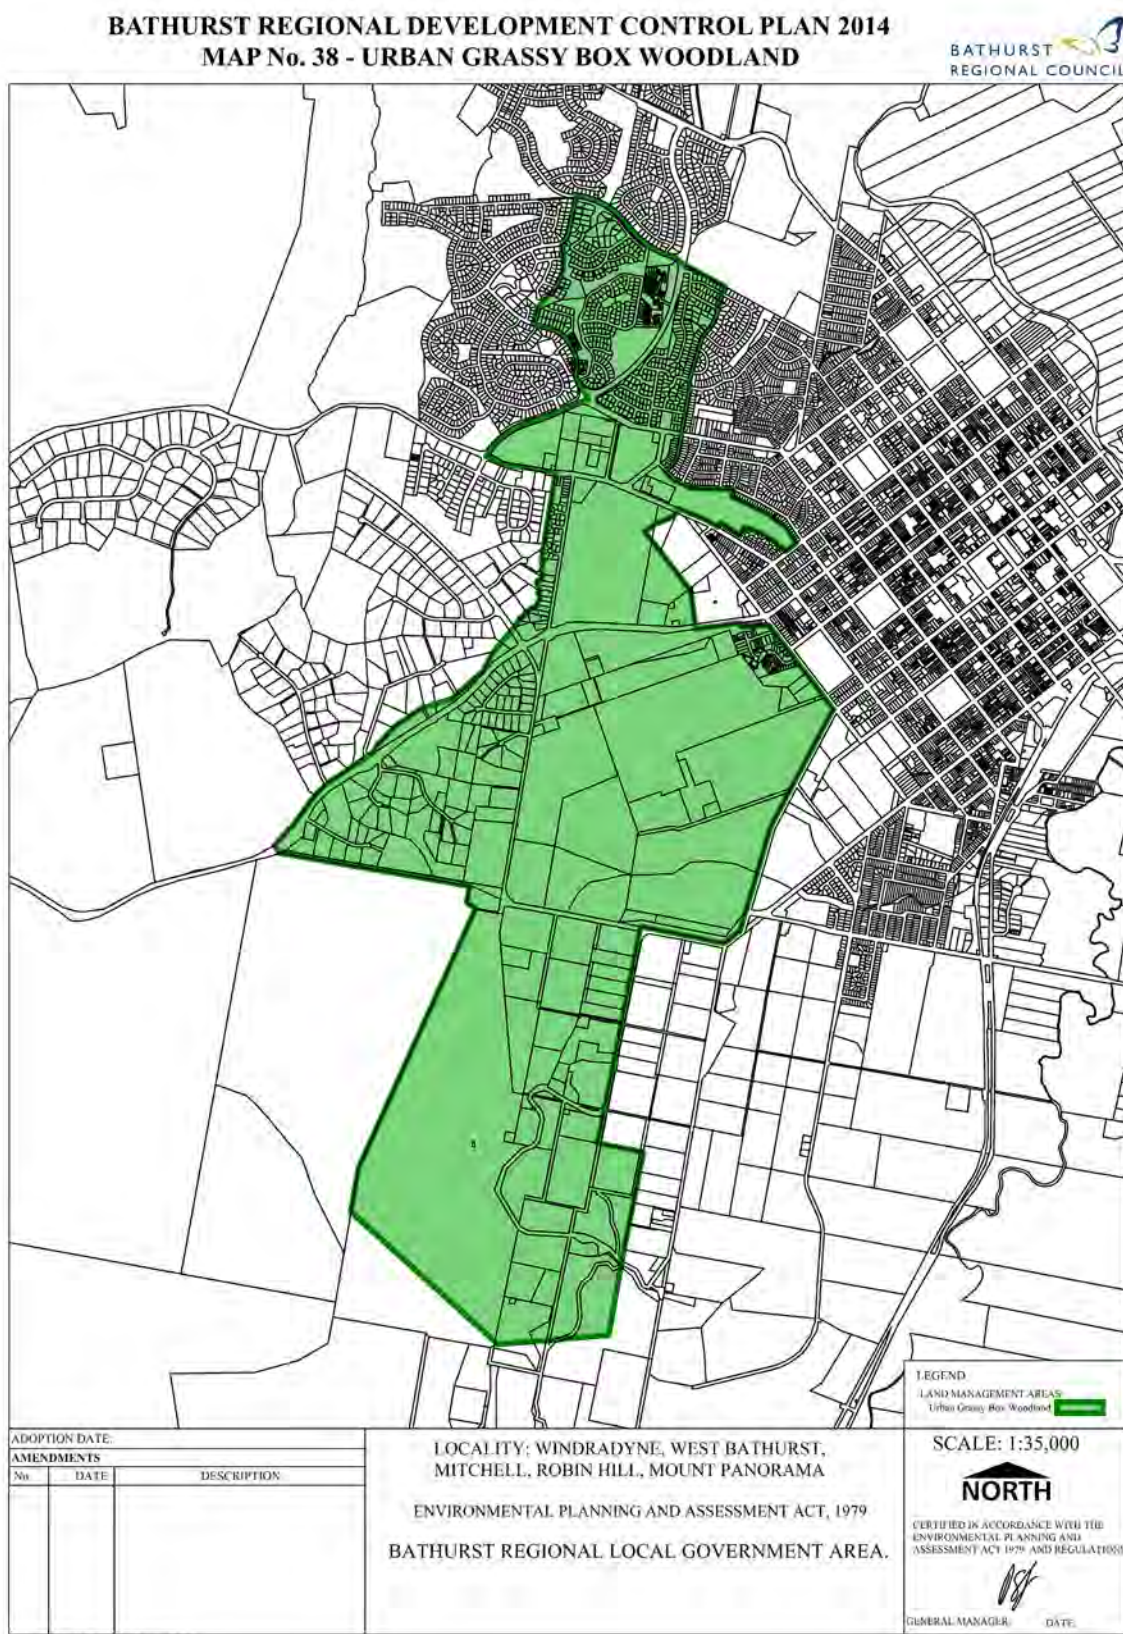 BATHURST REGIONAL DEVELOPMENT CONTROL PLAN 2014
MAP No. 38 - URBAN GRASSY BOX WOODLAND
BATHURST
REGIONAL COUNCIL
LEGEND
LAND MANAGEMENT AREAS
Urban Grassy Box Woodland
ADOPTION DATE:
AMENDMENTS
No DATE DESCRIPTION
LOCALITY: WINDRADYNE, WEST BATHURST,
MITCHELL, ROBIN HILL, MOUNT PANORAMA
ENVIRONMENTAL PLANNING AND ASSESSMENT ACT, 1979
BATHURST REGIONAL LOCAL GOVERNMENT AREA.
SCALE: 1:35,000
NORTH
CERTIFIED IN ACCORDANCE WITH THE
ENVIRONMENTAL PLANNING AND
ASSESSMENT ACT 1979 AND REGULATIONS
GENERAL MANAGER: DATE: